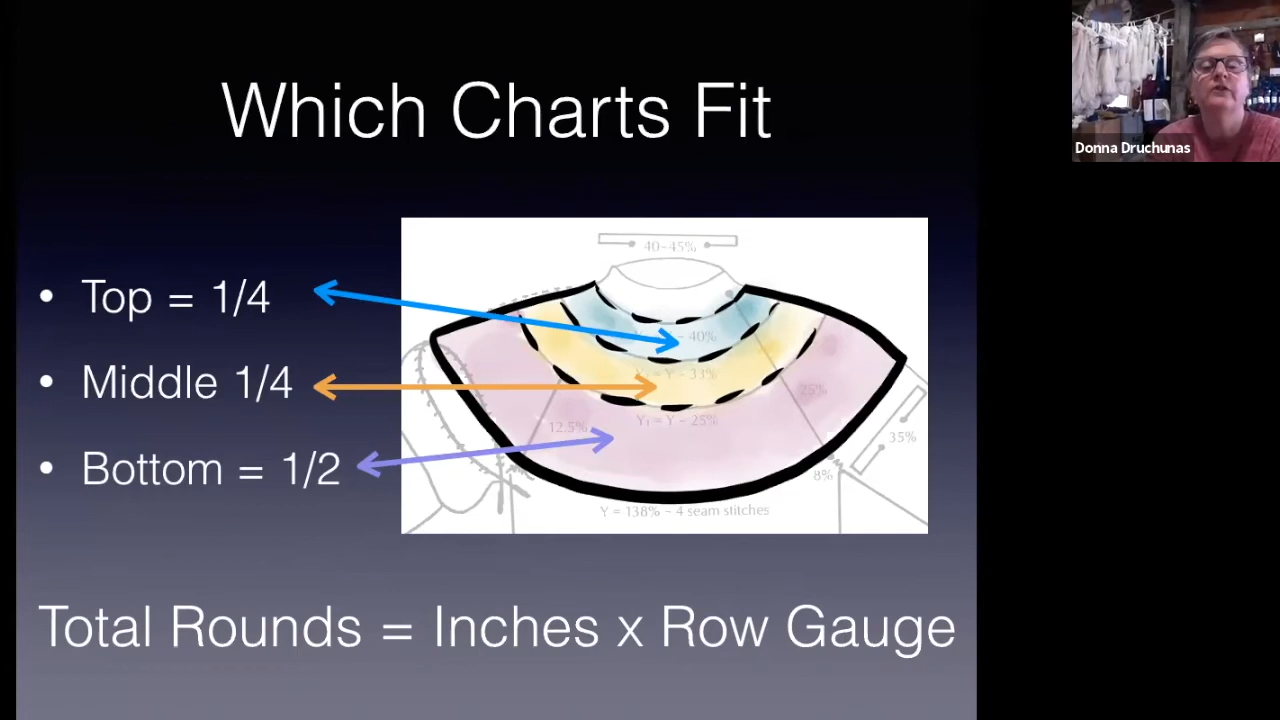 Which Charts Fit
• Top = 1/4
• Middle 1/4
• Bottom = 1/2
40–45%
– 40%
= Y – 33%
Y₁ = Y – 25%
12.5%
25%
35%
8%
Y = 138% – 4 seam stitches
Total Rounds = Inches x Row Gauge
Donna Druchunas